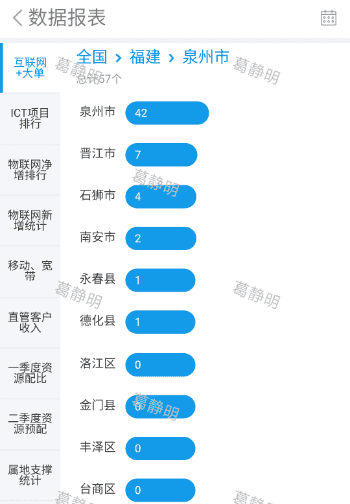 数据报表
互联网
+大单
ICT项目
排行
物联网净
增排行
物联网新
增统计
移动、宽
带
直管客户
收入
一季度资
源配比
二季度资
源预配
属地支撑
统计
全国 > 福建 > 泉州市
总计57个
泉州市 42
晋江市 7
石狮市 4
南安市 2
永春县 1
德化县 1
洛江区 0
金门县 0
丰泽区 0
台商区 0
葛静明
葛静明
葛静明
葛静明
葛静明
葛静明
葛静明
葛静明